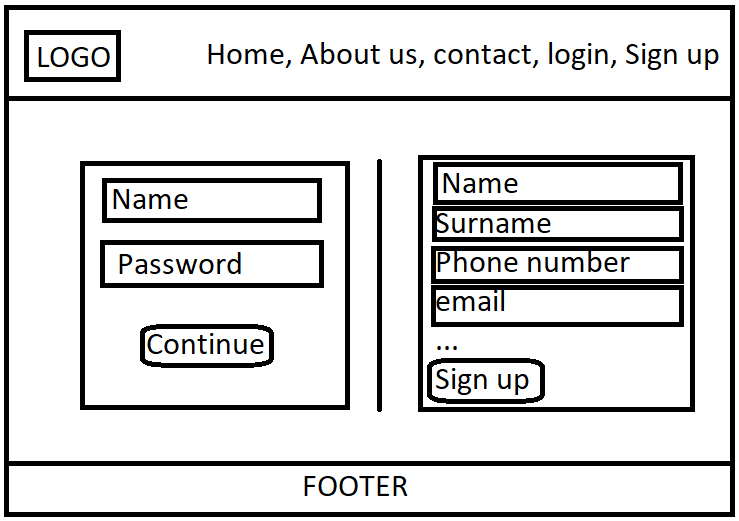 LOGO
Home, About us, contact, login, Sign up
Name
Password
Continue
Name
Surname
Phone number
email
...
Sign up
FOOTER